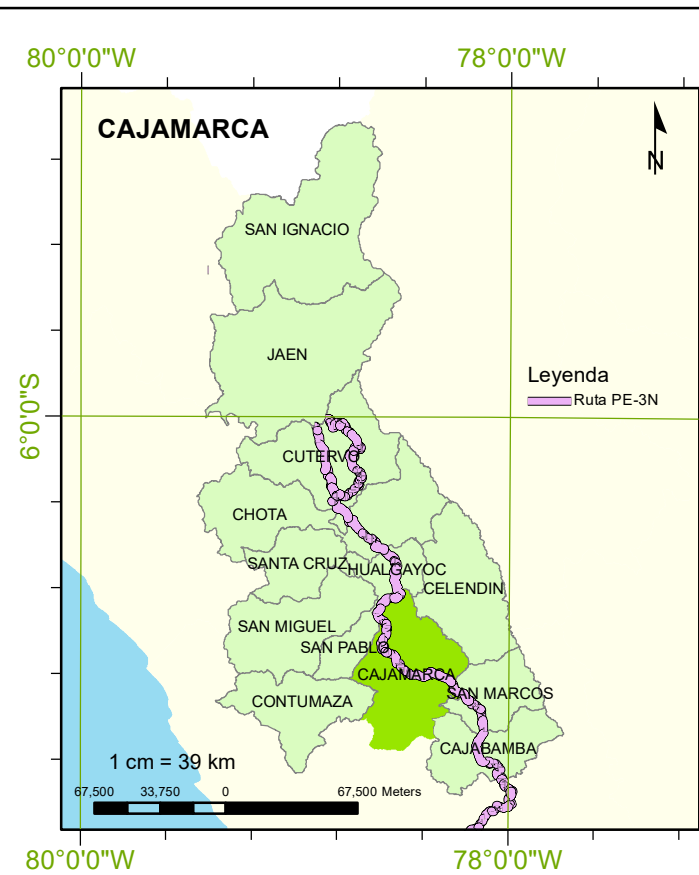 80°0'0"W 78°0'0"W
CAJAMARCA
N
SAN IGNACIO
JAEN
Leyenda
Ruta PE-3N
6°0'0"S
CUTERVO
CHOTA
SANTA CRUZ
HUALGAYOC
CELENDIN
SAN MIGUEL
SAN PABLO
CAJAMARCA
SAN MARCOS
CONTUMAZA
CAJABAMBA
1 cm = 39 km
67,500 33,750 0 67,500 Meters
80°0'0"W 78°0'0"W